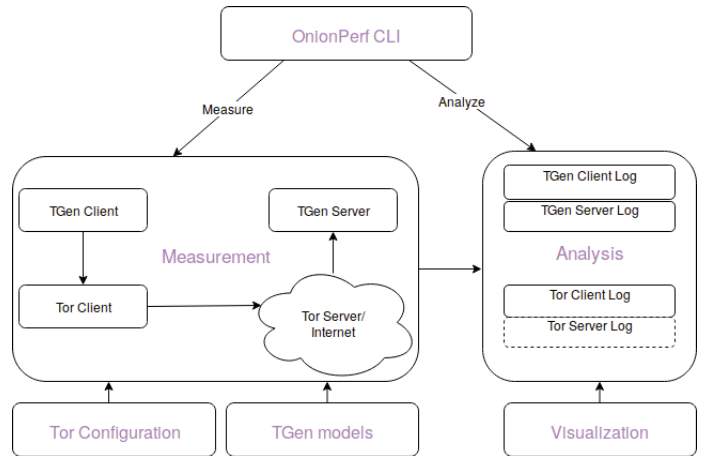 OnionPerf CLI
Measure
Analyze
TGen Client
TGen Server
Measurement
Tor Client
Tor Server/
Internet
TGen Client Log
TGen Server Log
Analysis
Tor Client Log
Tor Server Log
Tor Configuration
TGen models
Visualization